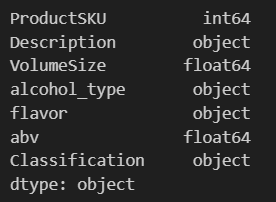 ProductSKU int64
Description object
VolumeSize float64
alcohol_type object
flavor object
abv float64
Classification object
dtype: object